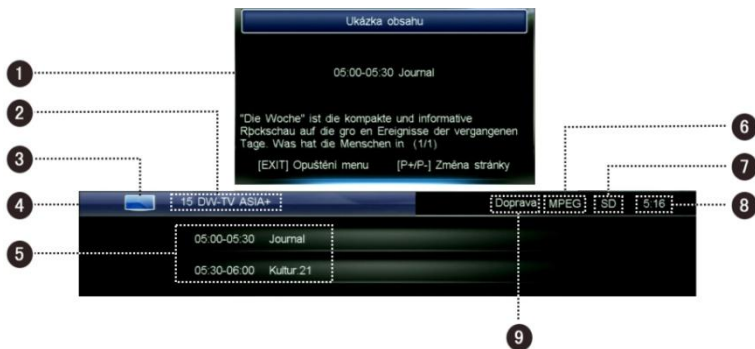 Ukázka obsahu
05:00-05:30 Journal
"Die Woche" ist die kompakte und informative
Rþckschau auf die gro en Ereignisse der vergangenen
Tage. Was hat die Menschen in (1/1)
[EXIT] Opuštění menu [P+/P-] Změna stránky
1
2
3
4
5
6
7
8
9
15 DW-TV ASIA+ Doprava MPEG SD 5:16
05:00-05:30 Journal
05:30-06:00 Kultur.21